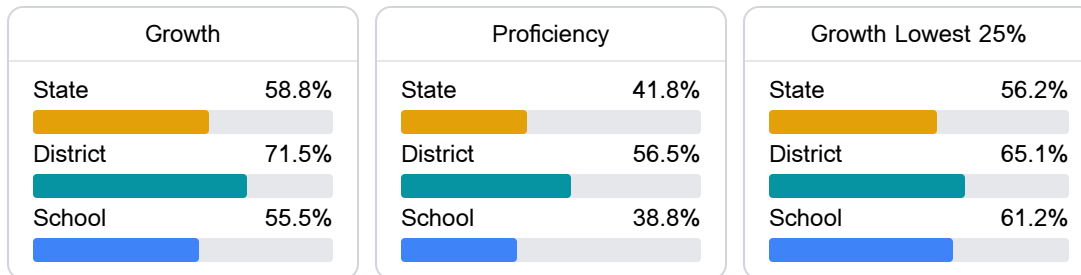 Growth
State 58.8%
District 71.5%
School 55.5%
Proficiency
State 41.8%
District 56.5%
School 38.8%
Growth Lowest 25%
State 56.2%
District 65.1%
School 61.2%